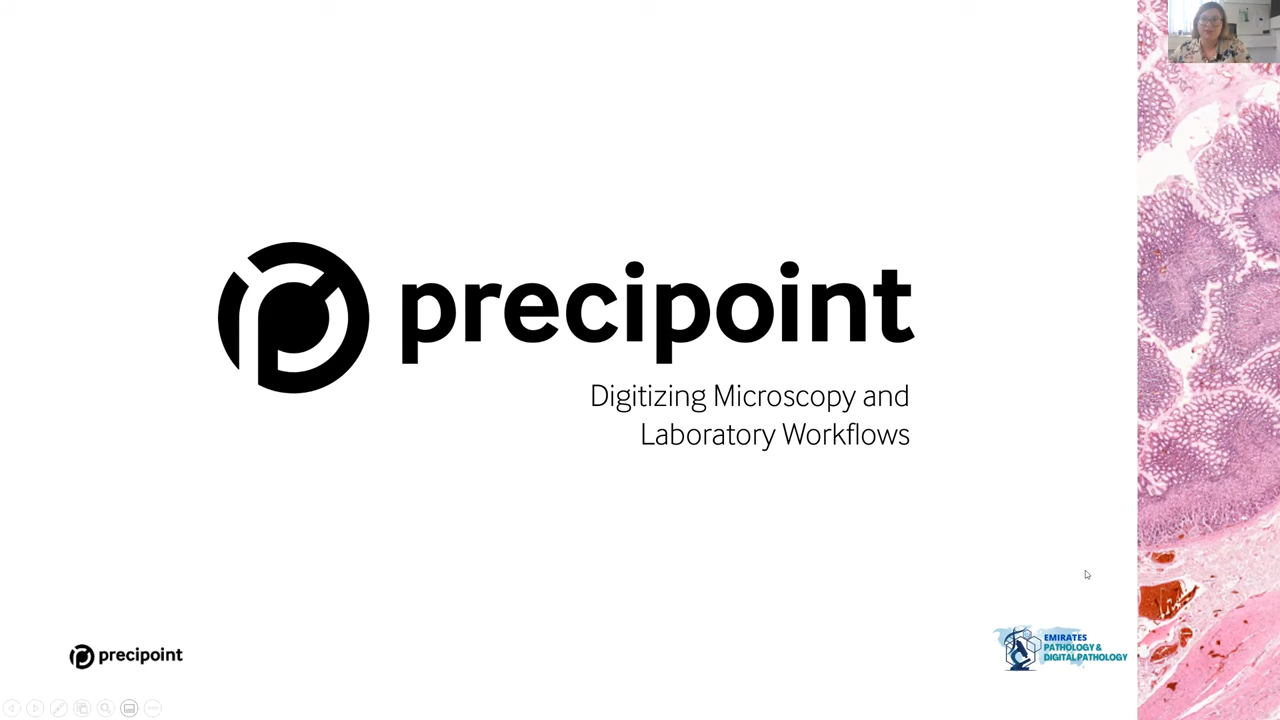 precipoint
Digitizing Microscopy and
Laboratory Workflows
precipoint
EMIRATES
PATHOLOGY &
DIGITAL PATHOLOGY